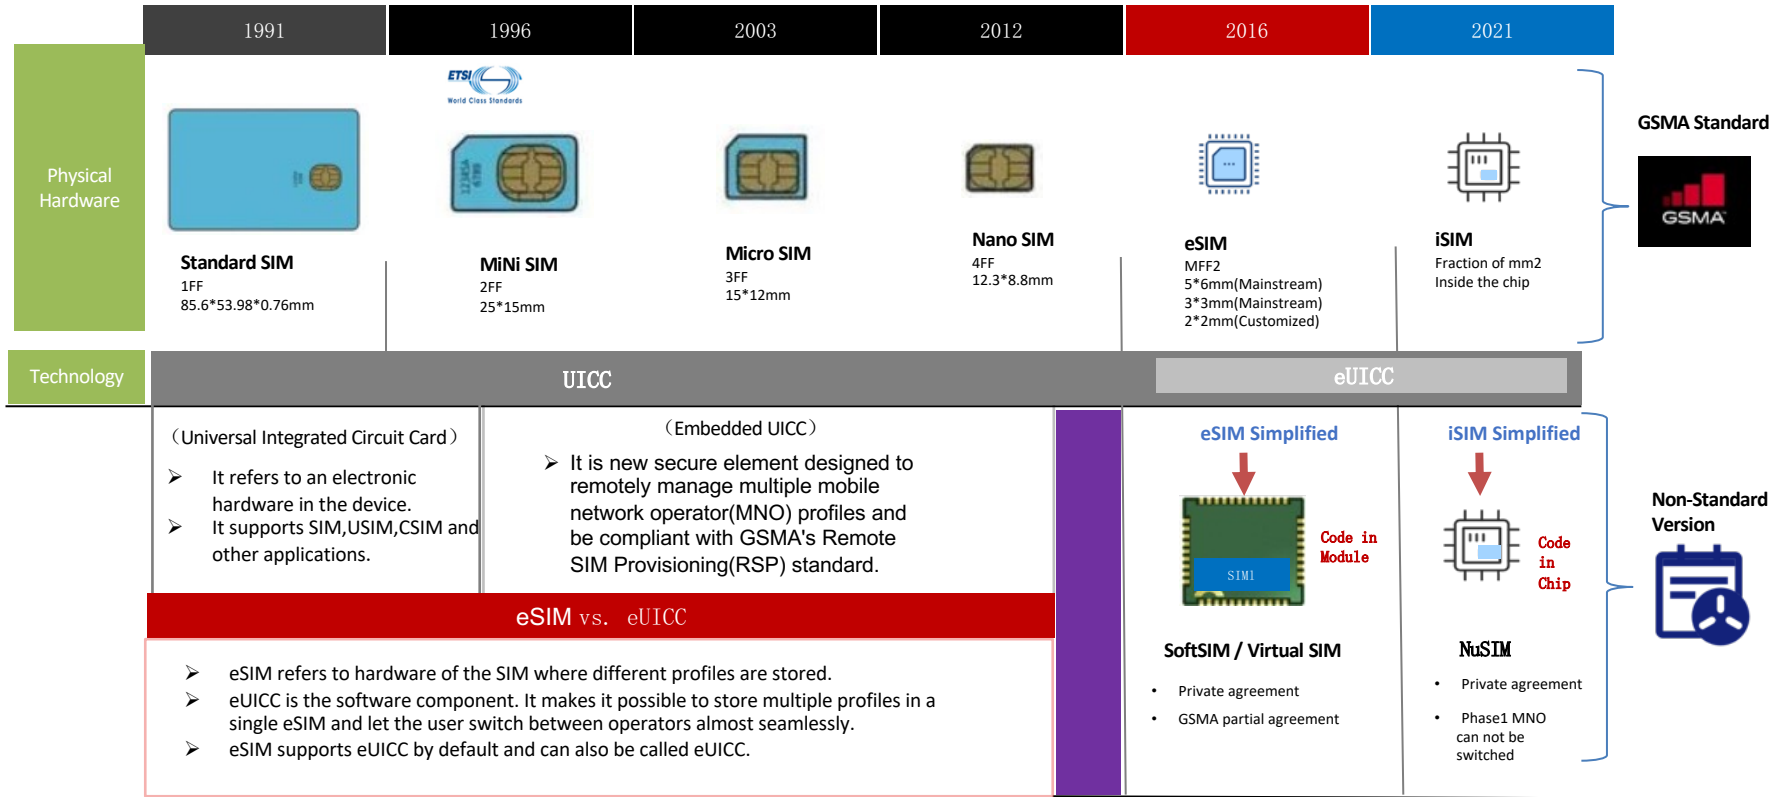 1991
1996
2003
2012
2016
2021
Physical
Hardware
ETSI
World Class Standards
12345A
6789
Standard SIM
1FF
85.6*53.98*0.76mm
MiNi SIM
2FF
25*15mm
Micro SIM
3FF
15*12mm
Nano SIM
4FF
12.3*8.8mm
eSIM
MFF2
5*6mm(Mainstream)
3*3mm(Mainstream)
2*2mm(Customized)
iSIM
Fraction of mm2
Inside the chip
GSMA Standard
GSMA
Technology
UICC
eUICC
（Universal Integrated Circuit Card）
➢ It refers to an electronic
hardware in the device.
➢ It supports SIM,USIM,CSIM and
other applications.
（Embedded UICC）
➢ It is new secure element designed to
remotely manage multiple mobile
network operator(MNO) profiles and
be compliant with GSMA's Remote
SIM Provisioning(RSP) standard.
eSIM vs. eUICC
➢ eSIM refers to hardware of the SIM where different profiles are stored.
➢ eUICC is the software component. It makes it possible to store multiple profiles in a
single eSIM and let the user switch between operators almost seamlessly.
➢ eSIM supports eUICC by default and can also be called eUICC.
eSIM Simplified
SIM1
Code in
Module
SoftSIM / Virtual SIM
• Private agreement
• GSMA partial agreement
iSIM Simplified
Code
in
Chip
NuSIM
• Private agreement
• Phase1 MNO
can not be
switched
Non-Standard
Version